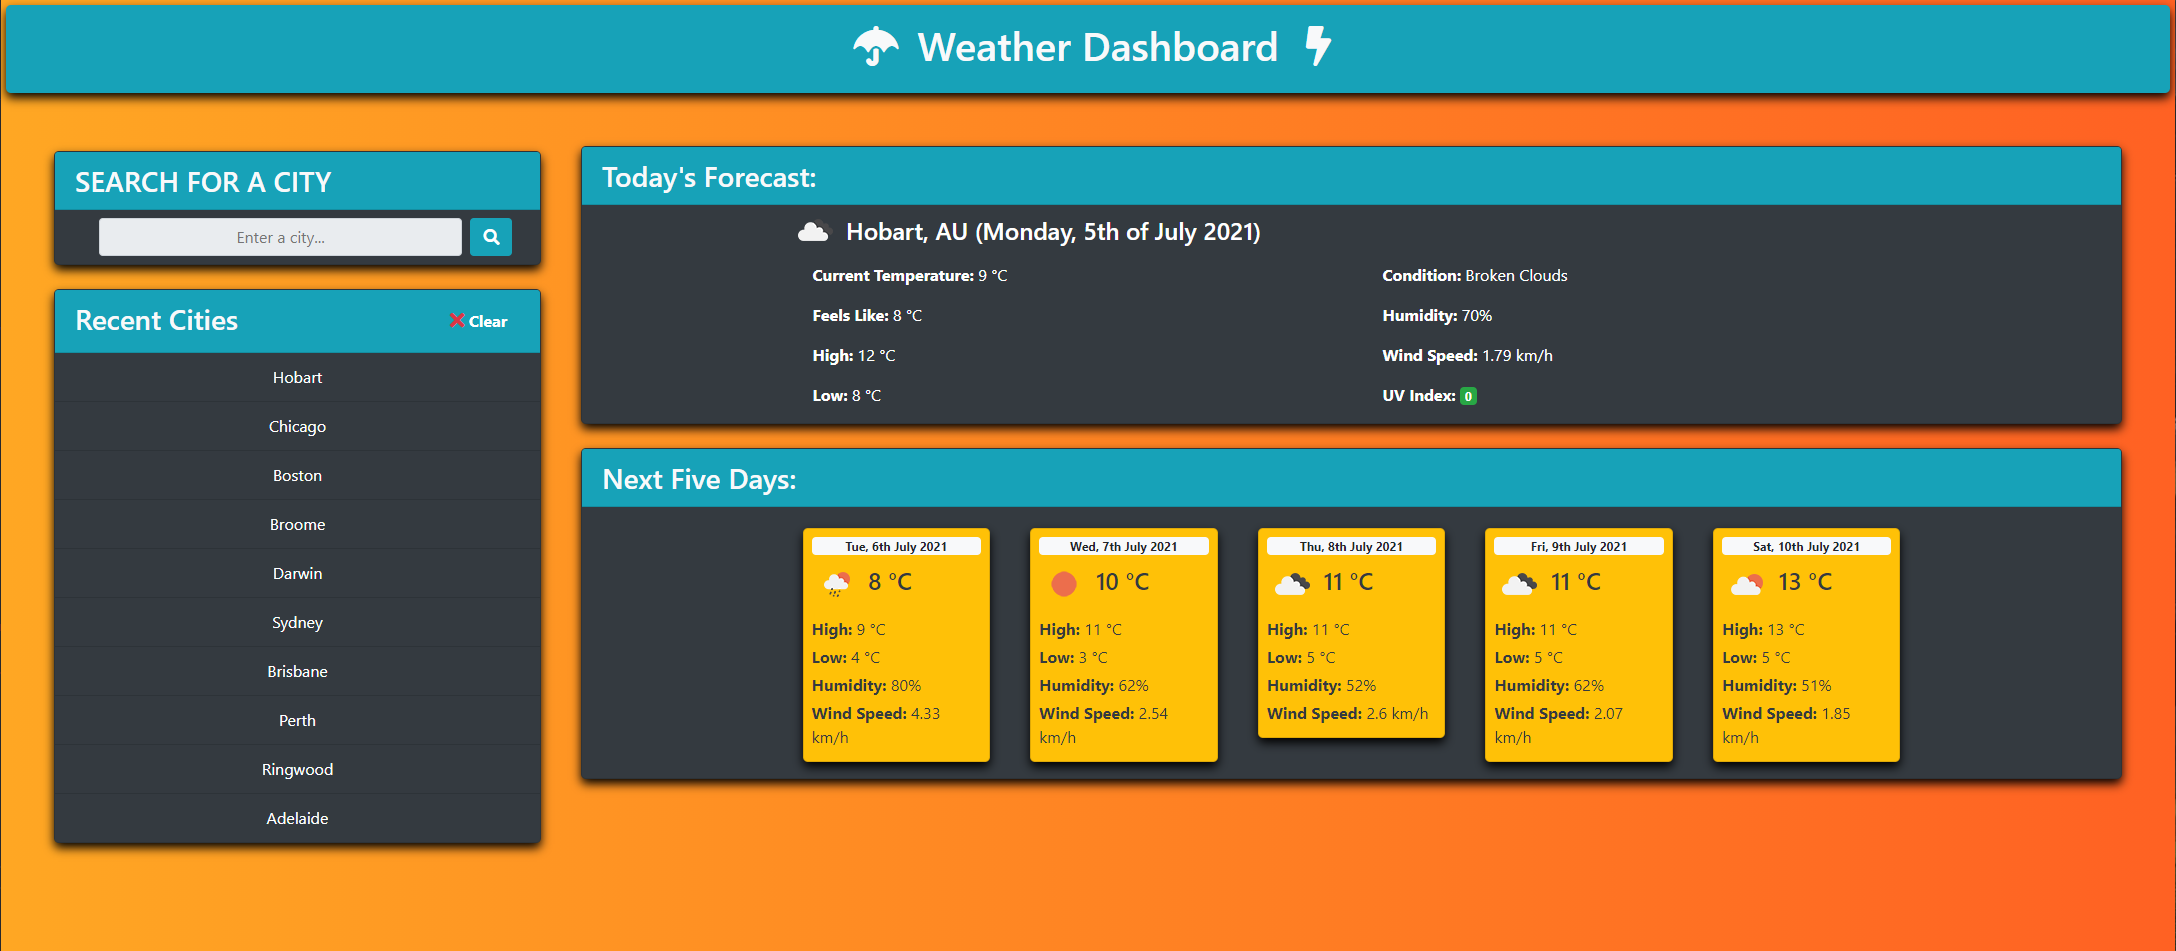 Weather Dashboard
SEARCH FOR A CITY
Enter a city...
Recent Cities
Clear
Hobart
Chicago
Boston
Broome
Darwin
Sydney
Brisbane
Perth
Ringwood
Adelaide
Today's Forecast:
Hobart, AU (Monday, 5th of July 2021)
Current Temperature: 9 °C
Feels Like: 8 °C
High: 12 °C
Low: 8 °C
Condition: Broken Clouds
Humidity: 70%
Wind Speed: 1.79 km/h
UV Index: 0
Next Five Days:
Tue, 6th July 2021
8 °C
High: 9 °C
Low: 4 °C
Humidity: 80%
Wind Speed: 4.33
km/h
Wed, 7th July 2021
10 °C
High: 11 °C
Low: 3 °C
Humidity: 62%
Wind Speed: 2.54
km/h
Thu, 8th July 2021
11 °C
High: 11 °C
Low: 5 °C
Humidity: 52%
Wind Speed: 2.6 km/h
Fri, 9th July 2021
11 °C
High: 11 °C
Low: 5 °C
Humidity: 62%
Wind Speed: 2.07
km/h
Sat, 10th July 2021
13 °C
High: 13 °C
Low: 5 °C
Humidity: 51%
Wind Speed: 1.85
km/h